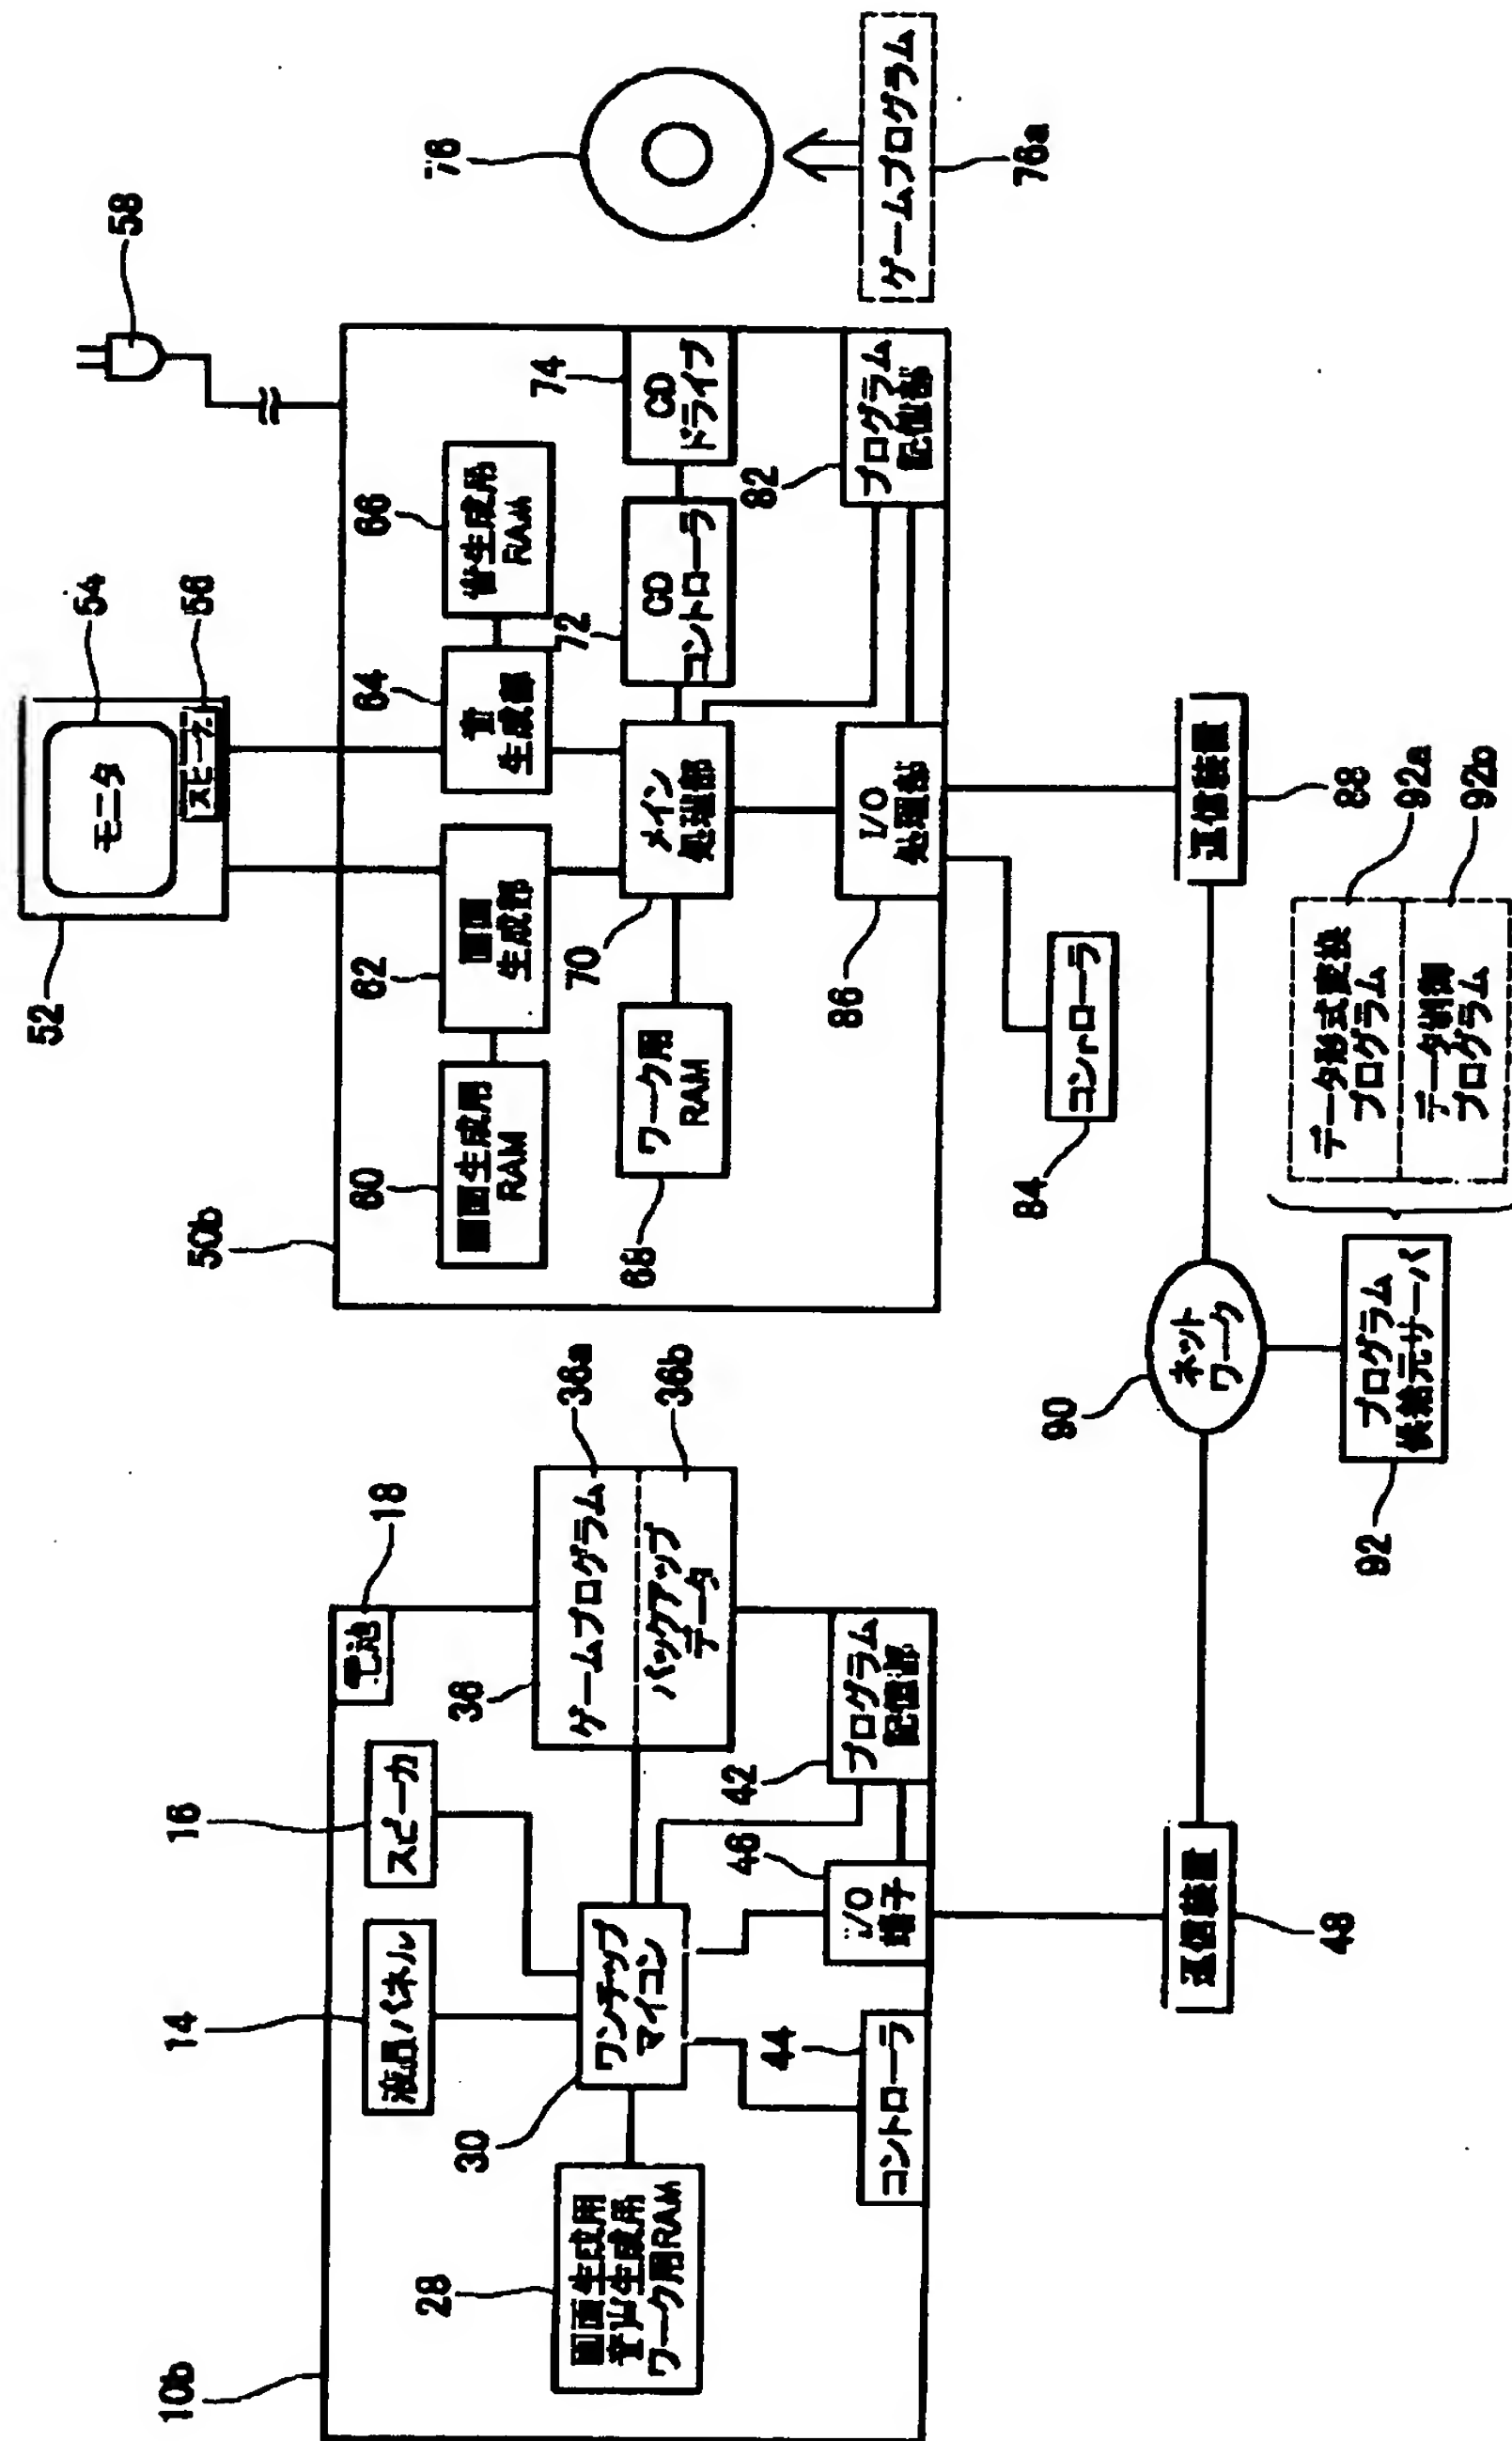 10b
14
液晶パネル
16
スピーカ
電池
18
28
画面生成用
音声生成用
ワーク用RAM
30
ワンチップ
マイコン
36
ゲームプログラム
36a
バックアップ
データ
36b
44
コントローラ
46
I/O
端子
42
プログラム
記憶部
48
通信装置
90
ネット
ワーク
92
プログラム
供給元サーバ
データ形式変換
プログラム
92a
データ制御
プログラム
92b
52
モニタ
54
スピーカ
56
58
50b
60
画面生成用
RAM
62
画面
生成部
64
音
生成部
66
音生成用
RAM
68
ワーク用
RAM
70
メイン
処理部
72
CD
コントローラ
74
CD
ドライブ
76
ゲームプログラム
76a
82
プログラム
記憶部
84
コントローラ
86
I/O
処理部
通信装置
88